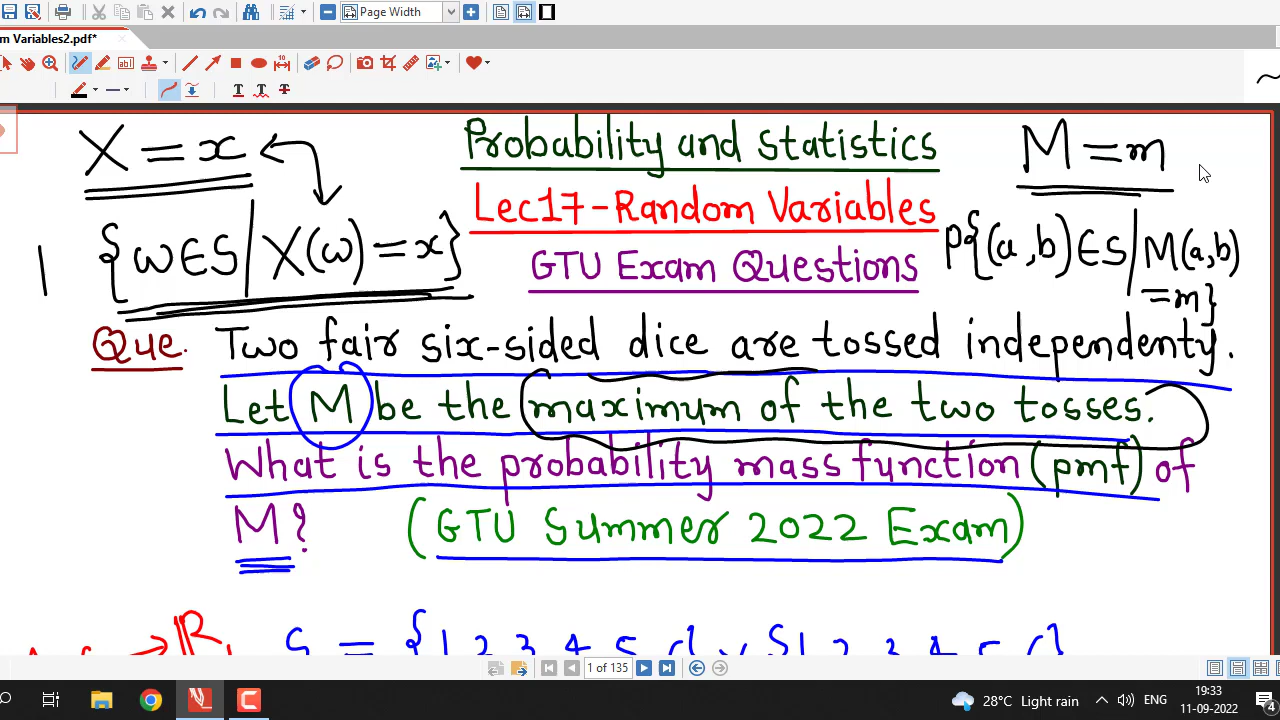 Page Width
m Variables2.pdf*
X = x
Probability and statistics
M = m
Lec17-Random Variables
{ω∈S | X(ω) = x}
GTU Exam Questions
P{(a,b)∈S | M(a,b)
= m}
Que. Two fair six-sided dice are tossed independenty.
Let M be the maximum of the two tosses.
What is the probability mass function (pmf) of
M? (GTU Summer 2022 Exam)
1 of 135
28°C Light rain
ENG
19:33
11-09-2022
4